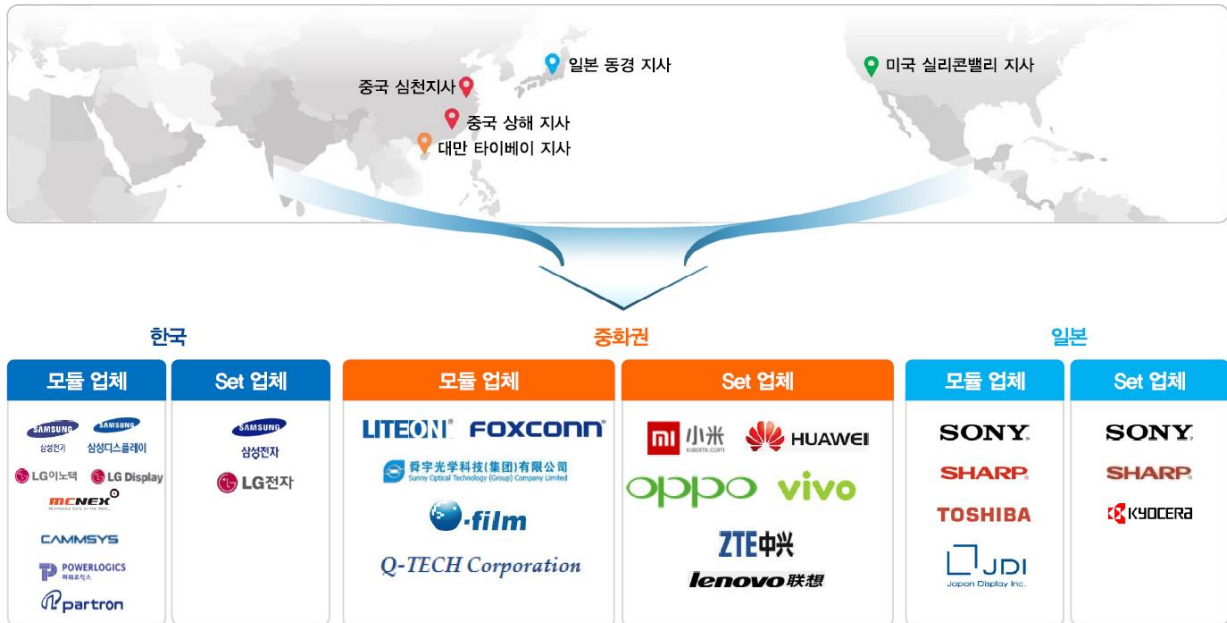 일본 동경 지사
미국 실리콘밸리 지사
중국 심천지사
중국 상해 지사
대만 타이베이 지사
한국
중화권
일본
모듈 업체
Set 업체
모듈 업체
Set 업체
모듈 업체
Set 업체
SAMSUNG
삼성전기
SAMSUNG
삼성디스플레이
LG이노텍
LG Display
MCNEX
CAMMSYS
POWERLOGICS
파워로직스
partron
SAMSUNG
삼성전자
LG전자
LITEON®
FOXCONN®
舜宇光学科技(集团)有限公司
Sunny Optical Technology (Group) Company Limited
-film
Q-TECH Corporation
mi 小米
xiaomi.com
HUAWEI
oppo
vivo
ZTE中兴
lenovo 联想
SONY.
SHARP®
TOSHIBA
JDI
Japan Display Inc.
SONY.
SHARP®
KYOCERA